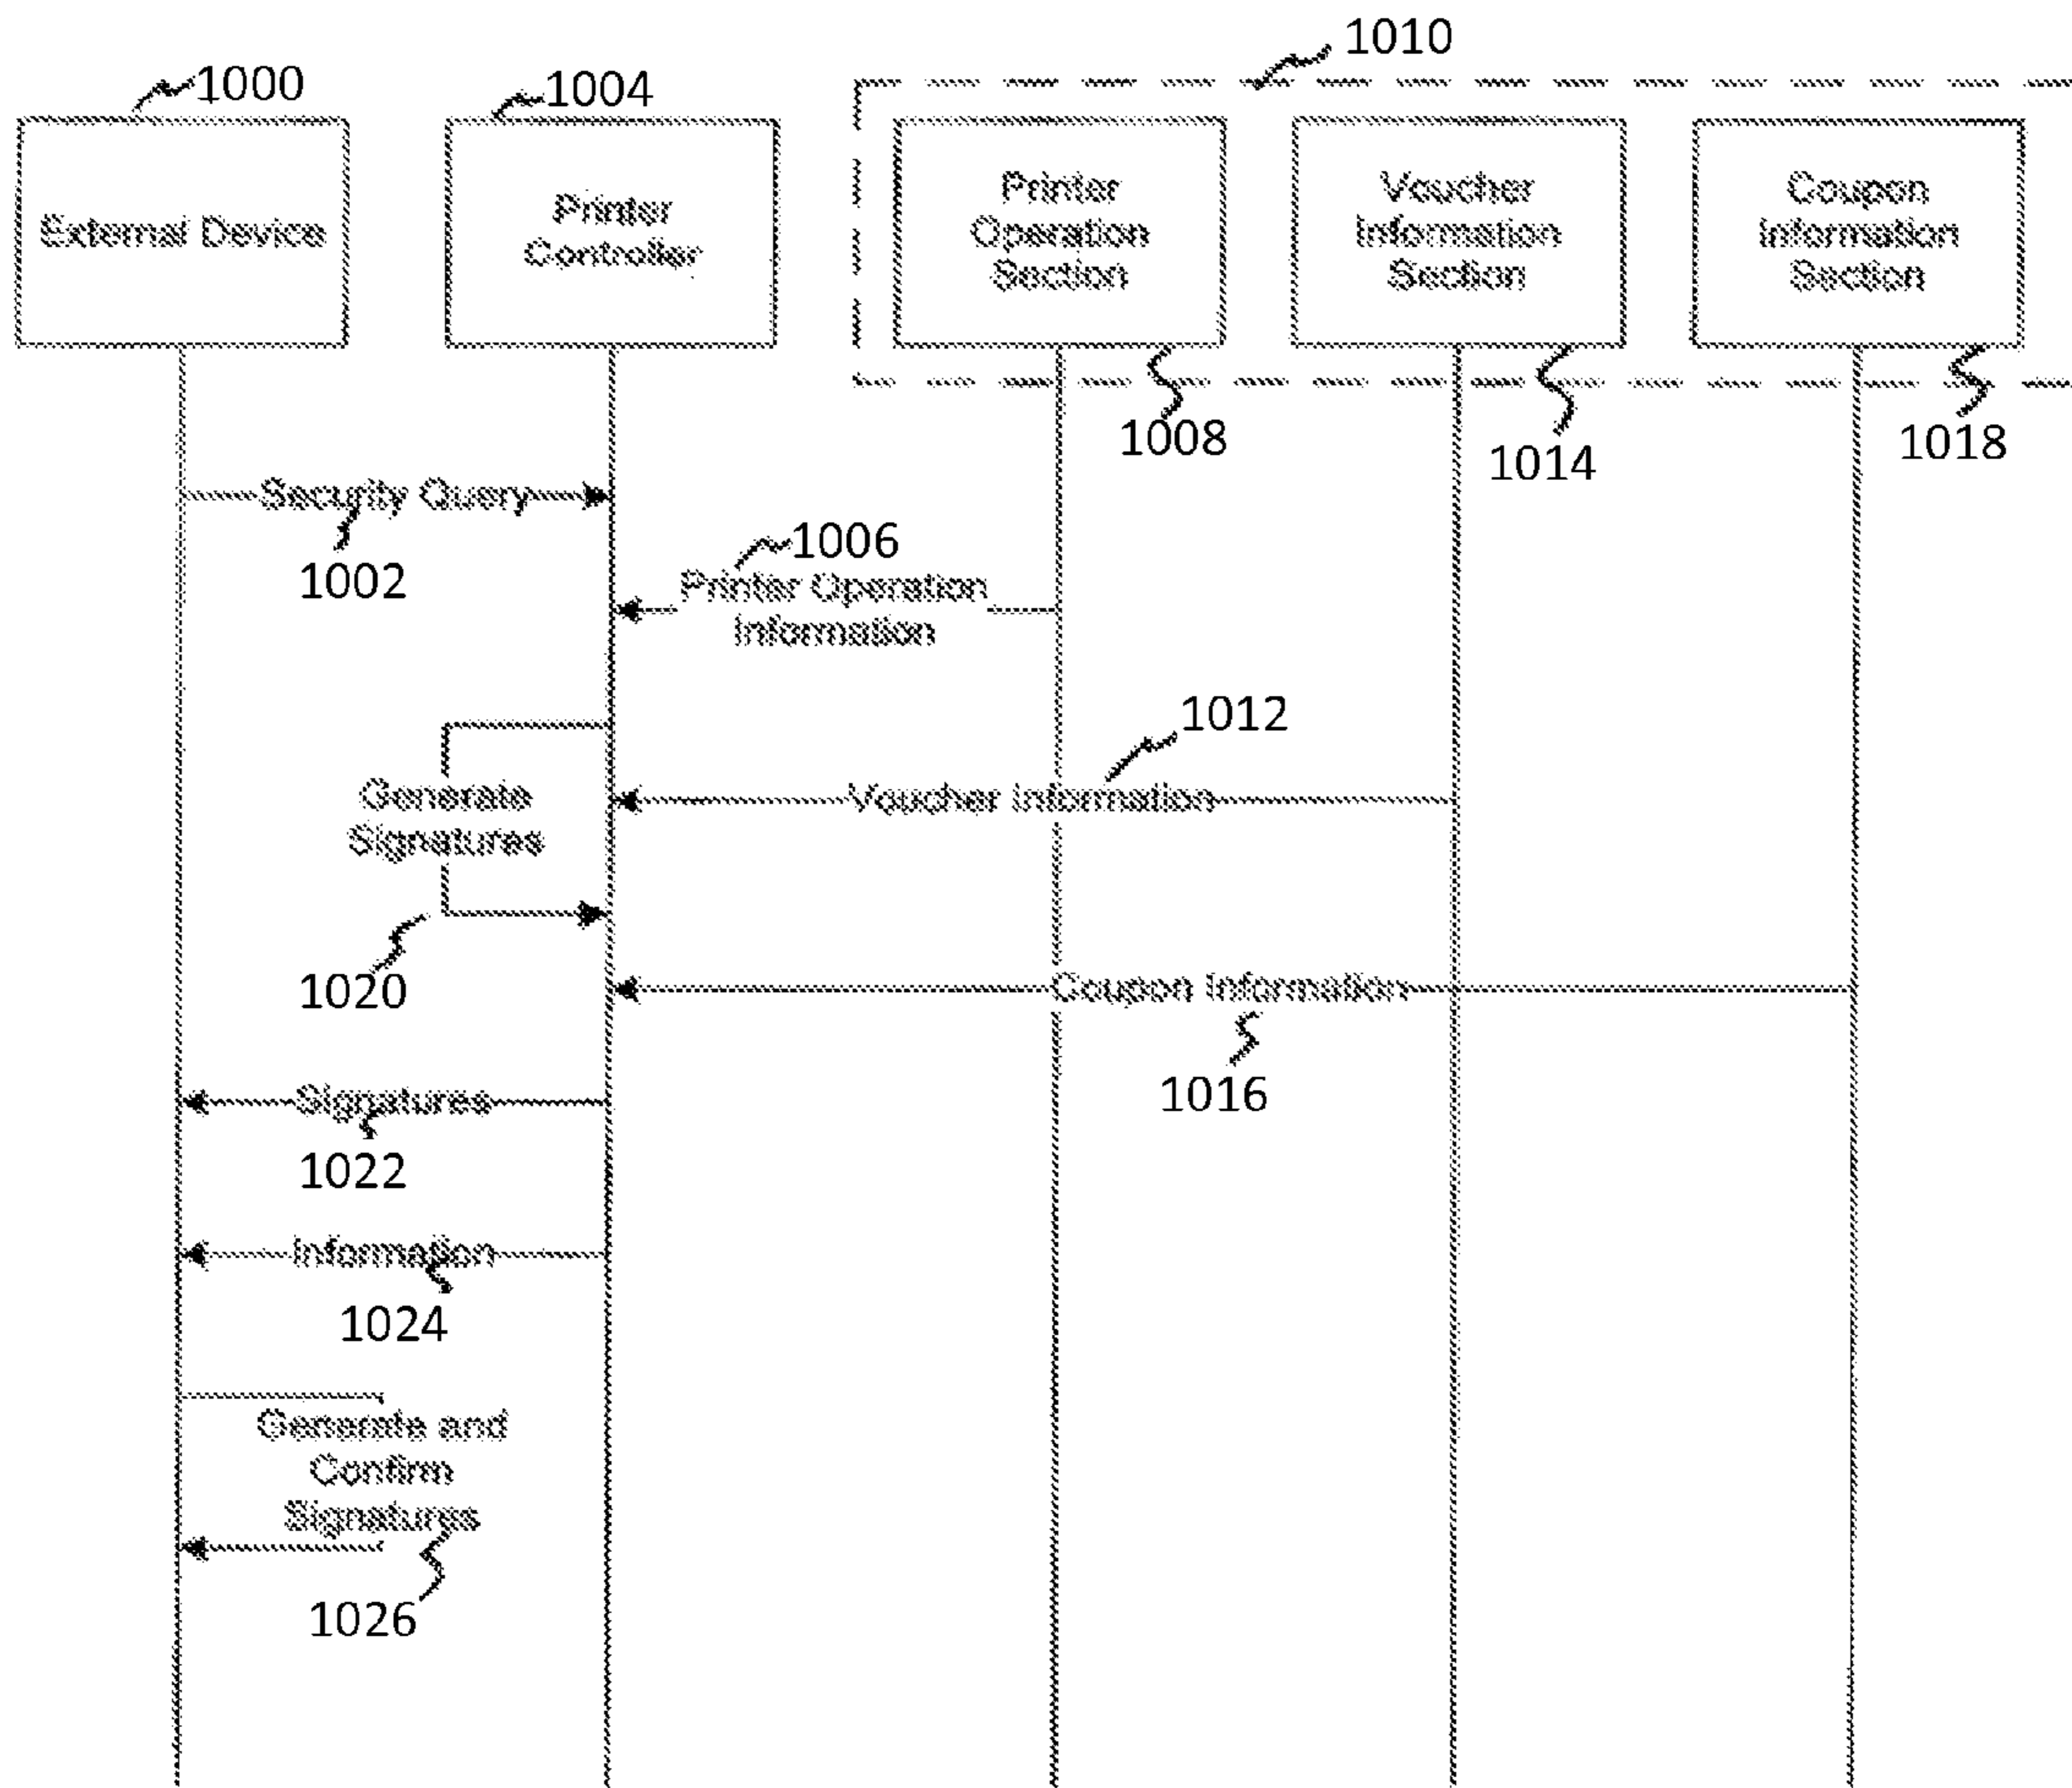 1010
1000
1004
External Device
Printer
Controller
Printer
Operation
Section
Voucher
Information
Section
Coupon
Information
Section
1008
1014
1018
Security Query
1002
1006
Printer Operation
Information
1012
Generate
Signatures
Voucher Information
1020
Coupon Information
1016
Signatures
1022
Information
1024
Generate and
Confirm
Signatures
1026